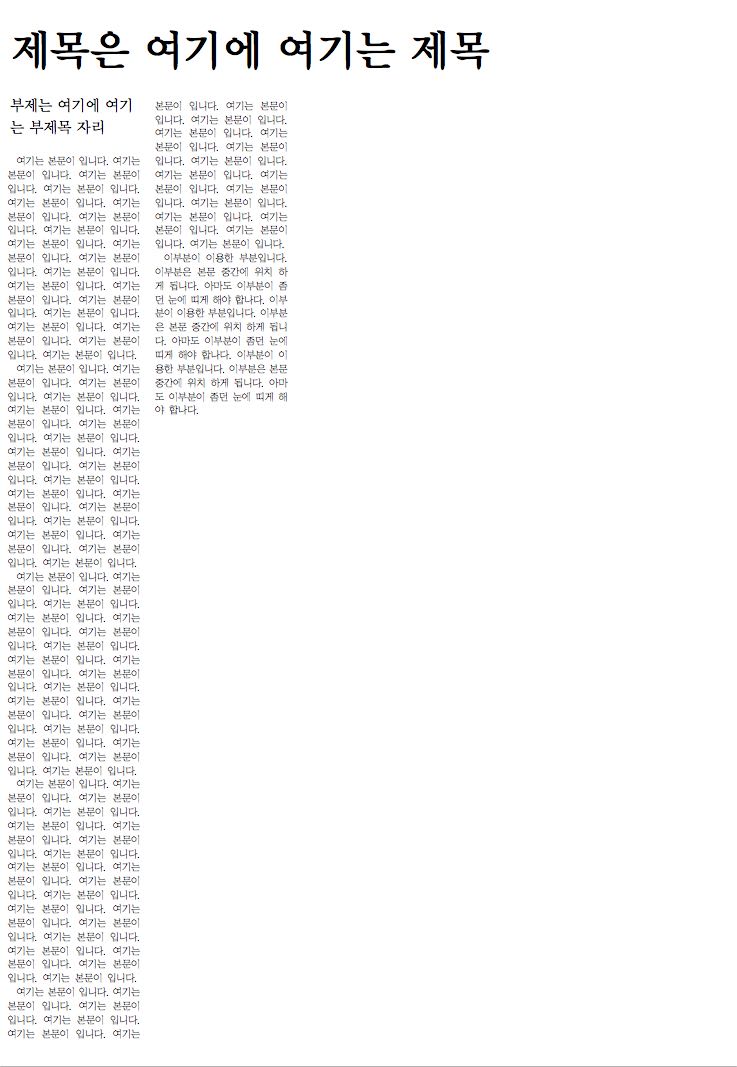 제목은 여기에 여기는 제목
부제는 여기에 여기
는 부제목 자리
여기는 본문이 입니다. 여기는
본문이 입니다. 여기는 본문이
입니다. 여기는 본문이 입니다.
여기는 본문이 입니다. 여기는
본문이 입니다. 여기는 본문이
입니다. 여기는 본문이 입니다.
여기는 본문이 입니다. 여기는
본문이 입니다. 여기는 본문이
입니다. 여기는 본문이 입니다.
여기는 본문이 입니다. 여기는
본문이 입니다. 여기는 본문이
입니다. 여기는 본문이 입니다.
여기는 본문이 입니다. 여기는
본문이 입니다. 여기는 본문이
입니다. 여기는 본문이 입니다.
여기는 본문이 입니다. 여기는
본문이 입니다. 여기는 본문이
입니다. 여기는 본문이 입니다.
여기는 본문이 입니다. 여기는
본문이 입니다. 여기는 본문이
입니다. 여기는 본문이 입니다.
여기는 본문이 입니다. 여기는
본문이 입니다. 여기는 본문이
입니다. 여기는 본문이 입니다.
여기는 본문이 입니다. 여기는
본문이 입니다. 여기는 본문이
입니다. 여기는 본문이 입니다.
여기는 본문이 입니다. 여기는
본문이 입니다. 여기는 본문이
입니다. 여기는 본문이 입니다.
여기는 본문이 입니다. 여기는
본문이 입니다. 여기는 본문이
입니다. 여기는 본문이 입니다.
여기는 본문이 입니다. 여기는
본문이 입니다. 여기는 본문이
입니다. 여기는 본문이 입니다.
여기는 본문이 입니다. 여기는
본문이 입니다. 여기는 본문이
입니다. 여기는 본문이 입니다.
여기는 본문이 입니다. 여기는
본문이 입니다. 여기는 본문이
입니다. 여기는 본문이 입니다.
여기는 본문이 입니다. 여기는
본문이 입니다. 여기는 본문이
입니다. 여기는 본문이 입니다.
여기는 본문이 입니다. 여기는
본문이 입니다. 여기는 본문이
입니다. 여기는 본문이 입니다.
여기는 본문이 입니다. 여기는
본문이 입니다. 여기는 본문이
입니다. 여기는 본문이 입니다.
여기는 본문이 입니다. 여기는
본문이 입니다. 여기는 본문이
입니다. 여기는 본문이 입니다.
여기는 본문이 입니다. 여기는
본문이 입니다. 여기는 본문이
입니다. 여기는 본문이 입니다.
여기는 본문이 입니다. 여기는
본문이 입니다. 여기는 본문이
입니다. 여기는 본문이 입니다.
여기는 본문이 입니다. 여기는
본문이 입니다. 여기는 본문이
입니다. 여기는 본문이 입니다.
여기는 본문이 입니다. 여기는
본문이 입니다. 여기는 본문이
입니다. 여기는 본문이 입니다.
여기는 본문이 입니다. 여기는
본문이 입니다. 여기는 본문이
입니다. 여기는 본문이 입니다.
여기는 본문이 입니다. 여기는
본문이 입니다. 여기는 본문이
입니다. 여기는 본문이 입니다.
여기는 본문이 입니다. 여기는
본문이 입니다. 여기는 본문이
입니다. 여기는 본문이 입니다.
이부분이 이용한 부분입니다.
이부분은 본문 중간에 위치 하
게 됩니다. 아마도 이부분이 좀
던 눈에 띠게 해야 합나다. 이부
분이 이용한 부분입니다. 이부분
은 본문 중간에 위치 하게 됩니
다. 아마도 이부분이 좀던 눈에
띠게 해야 합나다. 이부분이 이
용한 부분입니다. 이부분은 본문
중간에 위치 하게 됩니다. 아마
도 이부분이 좀던 눈에 띠게 해
야 합나다.